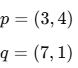 p = (3, 4)
q = (7, 1)